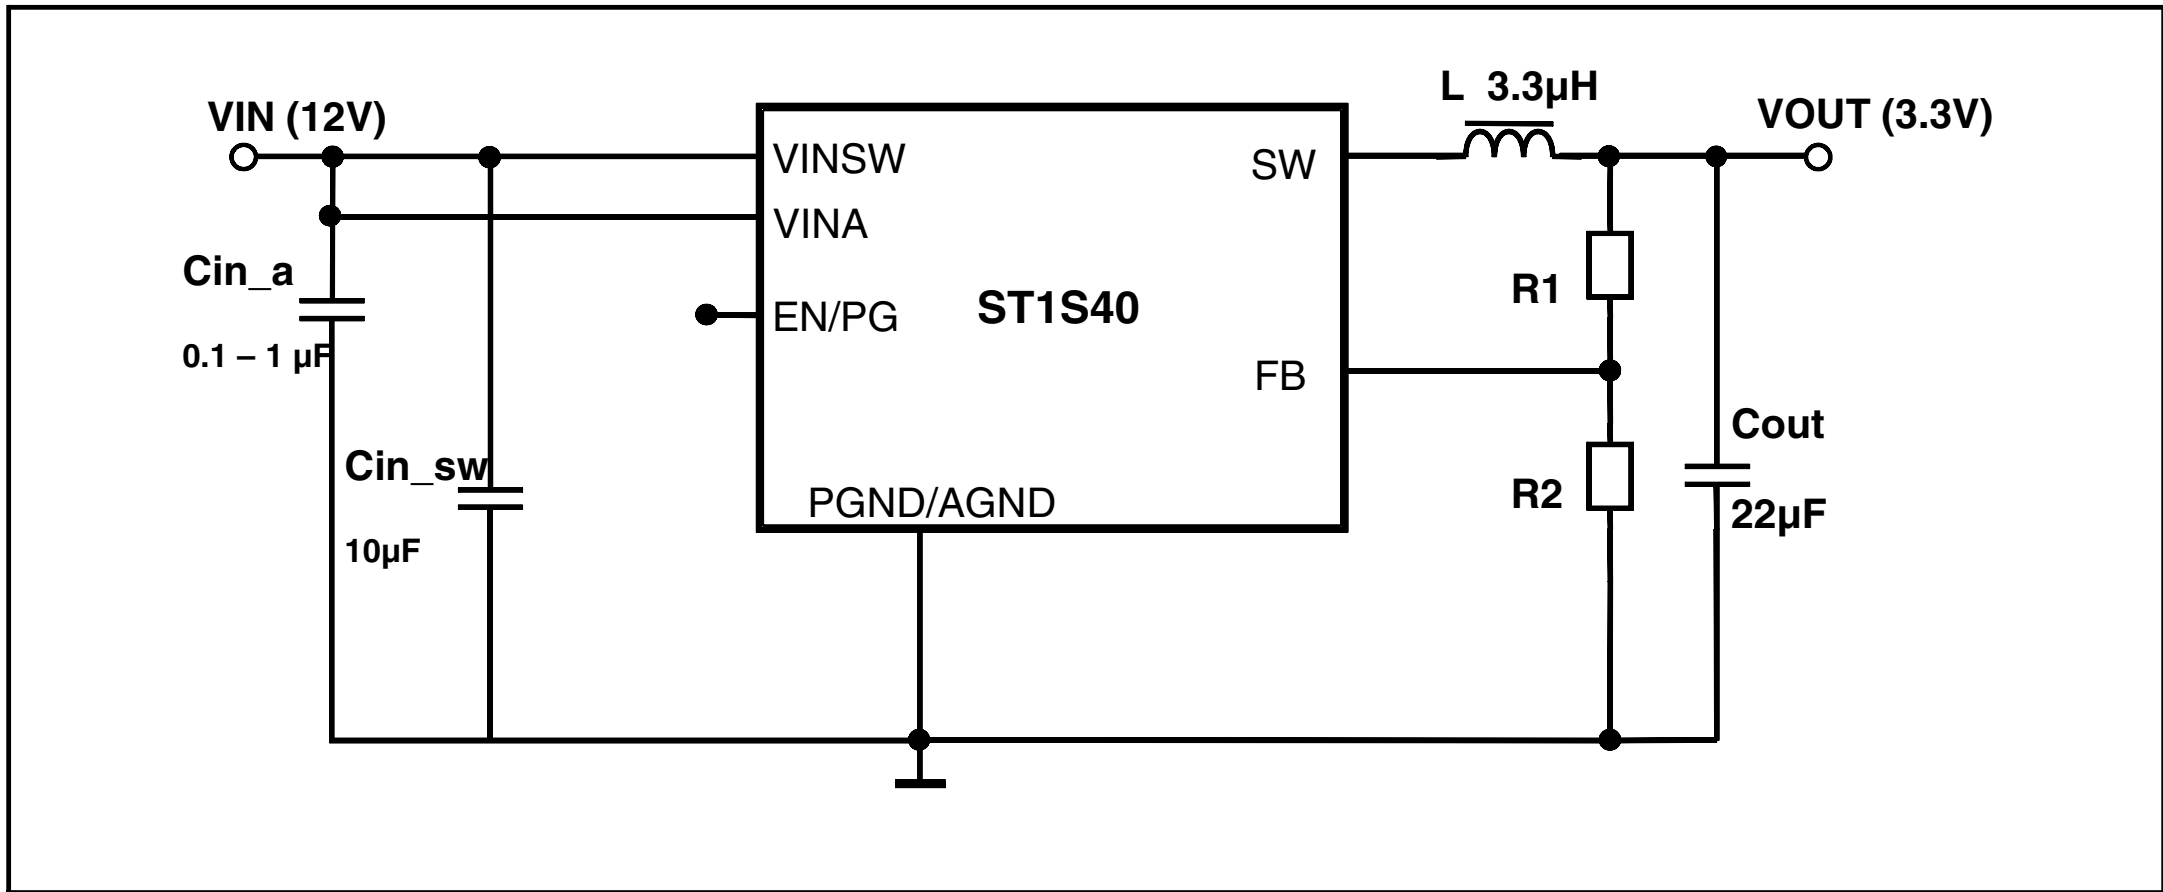 L 3.3µH
VIN (12V)
VOUT (3.3V)
VINSW
SW
VINA
Cin_a
EN/PG
ST1S40
R1
0.1 – 1 µF
FB
Cout
Cin_sw
R2
PGND/AGND
22µF
10µF